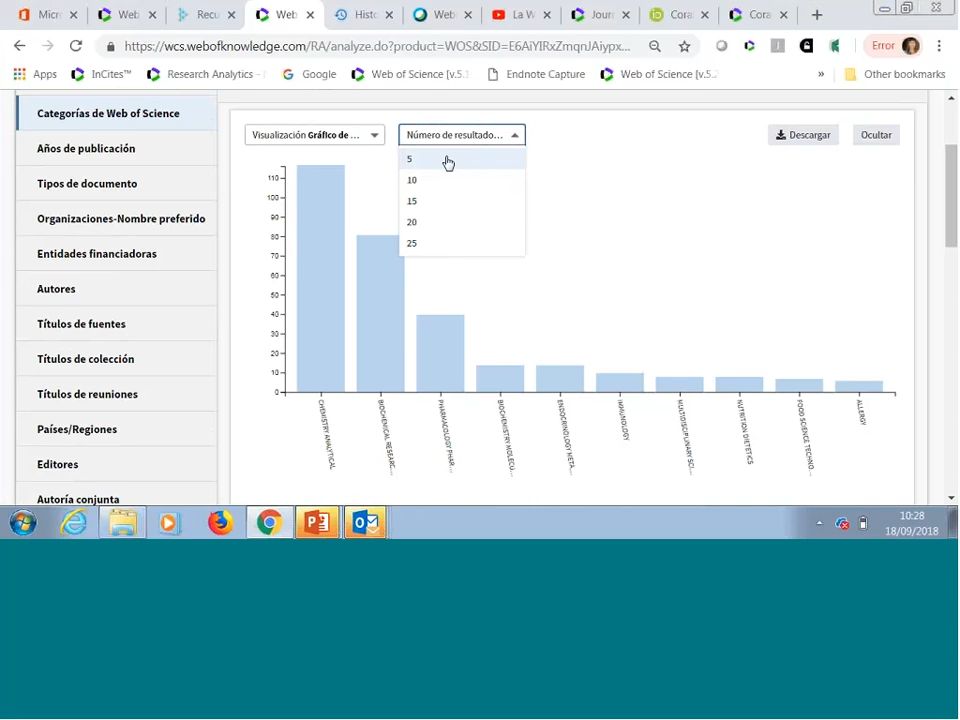 Micr
Web
Recu
Web
Histo
Web
La W
Journ
Cora
Cora
https://wcs.webofknowledge.com/RA/analyze.do?product=WOS&SID=E6AiYIRxZmqnJAiypx...
Error
Apps
InCites™
Research Analytics -
Google
Web of Science [v.5.1
Endnote Capture
Web of Science [v.5.2
»
Other bookmarks
Categorías de Web of Science
Años de publicación
Tipos de documento
Organizaciones-Nombre preferido
Entidades financiadoras
Autores
Títulos de fuentes
Títulos de colección
Títulos de reuniones
Países/Regiones
Editores
Autoría conjunta
Visualización Gráfico de ...
Número de resultado...
Descargar
Ocultar
5
10
15
20
25
110
100
90
80
70
60
50
40
30
20
10
0
CHEMISTRY ANALYTICAL
BIOCHEMICAL RESEARC...
PHARMACOLOGY PHAR...
BIOCHEMISTRY MOLECU...
ENDOCRINOLOGY META...
IMMUNOLOGY
MULTIDISCIPLINARY SCI...
NUTRITION DIETETICS
FOOD SCIENCE TECHNO...
ALLERGY
10:28
18/09/2018